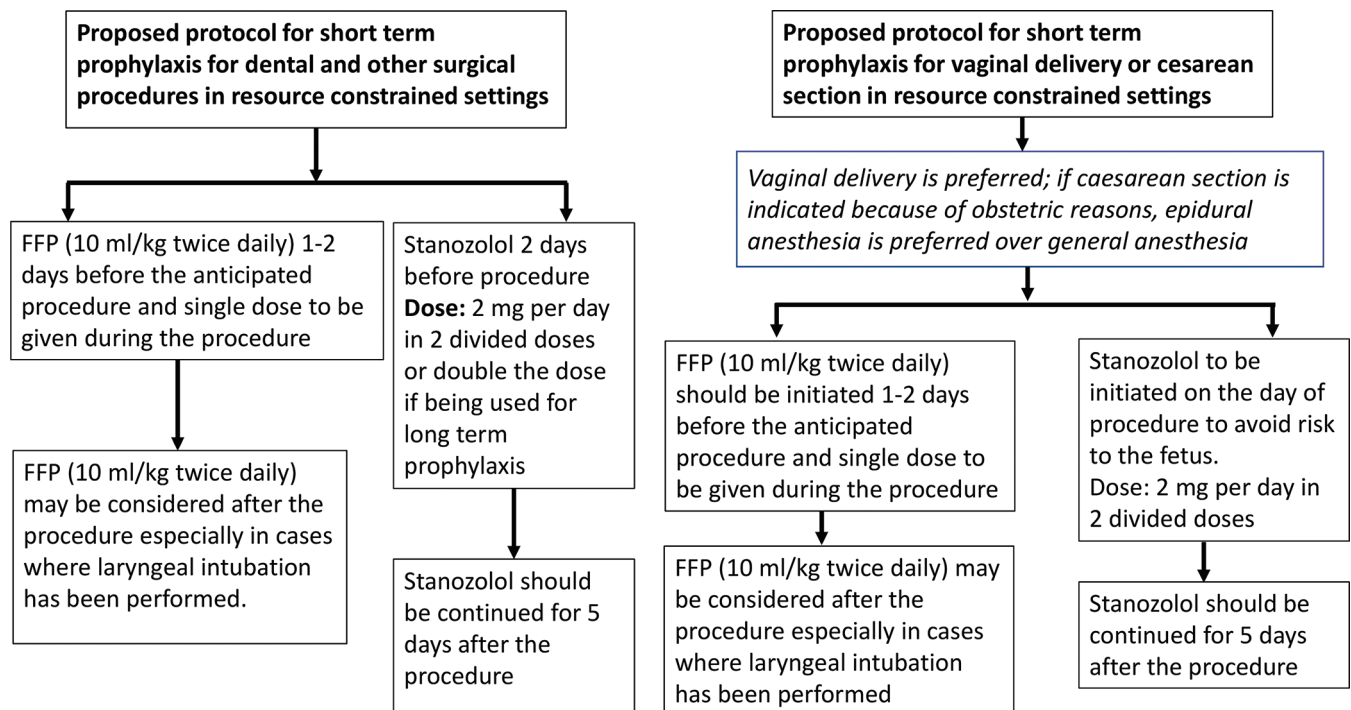 Proposed protocol for short term
prophylaxis for dental and other surgical
procedures in resource constrained settings
FFP (10 ml/kg twice daily) 1-2
days before the anticipated
procedure and single dose to be
given during the procedure
FFP (10 ml/kg twice daily)
may be considered after the
procedure especially in cases
where laryngeal intubation
has been performed.
Stanozolol 2 days
before procedure
Dose: 2 mg per day
in 2 divided doses
or double the dose
if being used for
long term
prophylaxis
Stanozolol should
be continued for 5
days after the
procedure
Proposed protocol for short term
prophylaxis for vaginal delivery or cesarean
section in resource constrained settings
Vaginal delivery is preferred; if caesarean section is
indicated because of obstetric reasons, epidural
anesthesia is preferred over general anesthesia
FFP (10 ml/kg twice daily)
should be initiated 1-2 days
before the anticipated
procedure and single dose to
be given during the procedure
FFP (10 ml/kg twice daily) may
be considered after the
procedure especially in cases
where laryngeal intubation
has been performed
Stanozolol to be
initiated on the day of
procedure to avoid risk
to the fetus.
Dose: 2 mg per day in
2 divided doses
Stanozolol should be
continued for 5 days
after the procedure